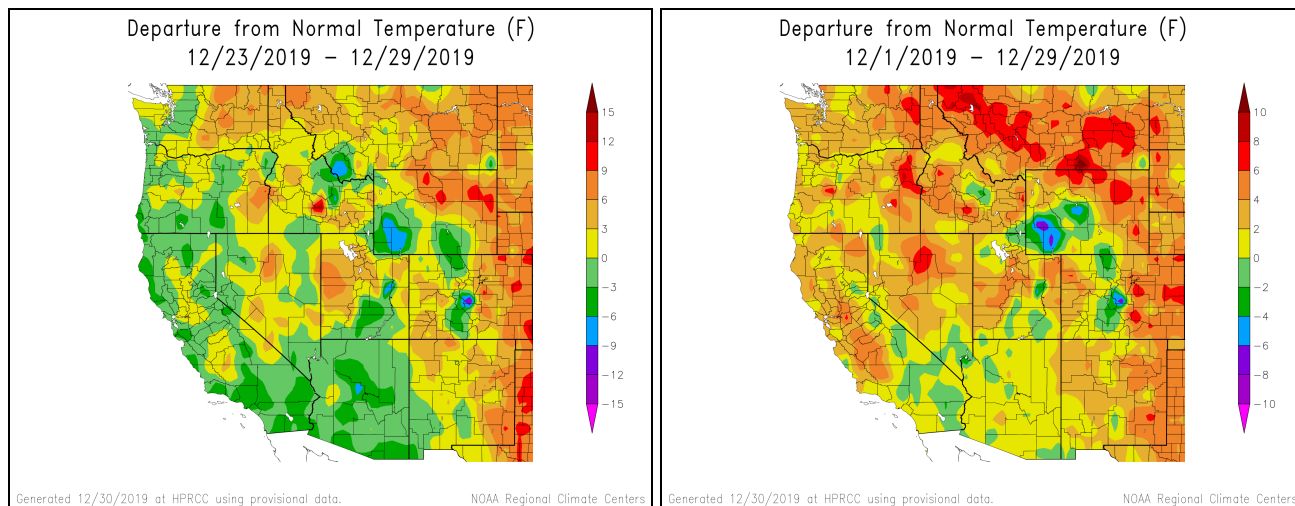 Departure from Normal Temperature (F)
12/23/2019 – 12/29/2019
15
12
9
6
3
0
−3
−6
−9
−12
−15
Generated 12/30/2019 at HPRCC using provisional data.
NOAA Regional Climate Centers
Departure from Normal Temperature (F)
12/1/2019 – 12/29/2019
10
8
6
4
2
0
−2
−4
−6
−8
−10
Generated 12/30/2019 at HPRCC using provisional data.
NOAA Regional Climate Centers